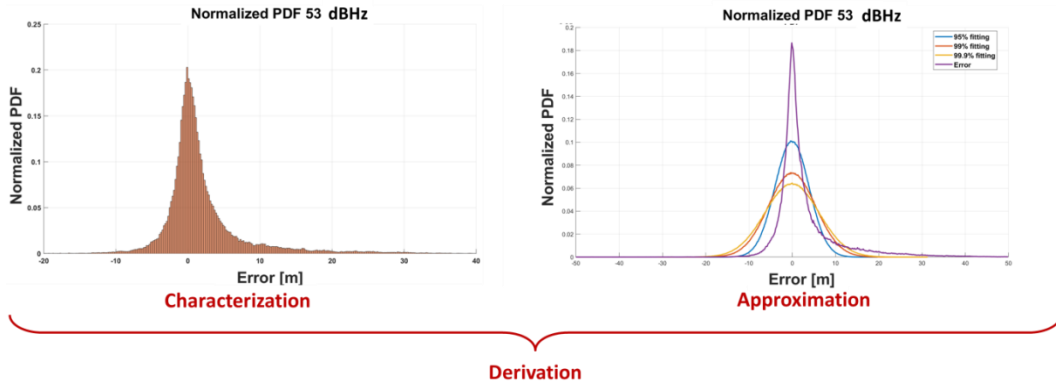 Normalized PDF 53 dBHz
0.25
0.2
0.15
0.1
0.05
0
Normalized PDF
-20
-10
0
10
20
30
40
Error [m]
Characterization
Normalized PDF 53 dBHz
0.2
0.18
0.16
0.14
0.12
0.1
0.08
0.06
0.04
0.02
0
Normalized PDF
95% fitting
99% fitting
99.9% fitting
Error
-50
-40
-30
-20
-10
0
10
20
30
40
50
Error [m]
Approximation
Derivation